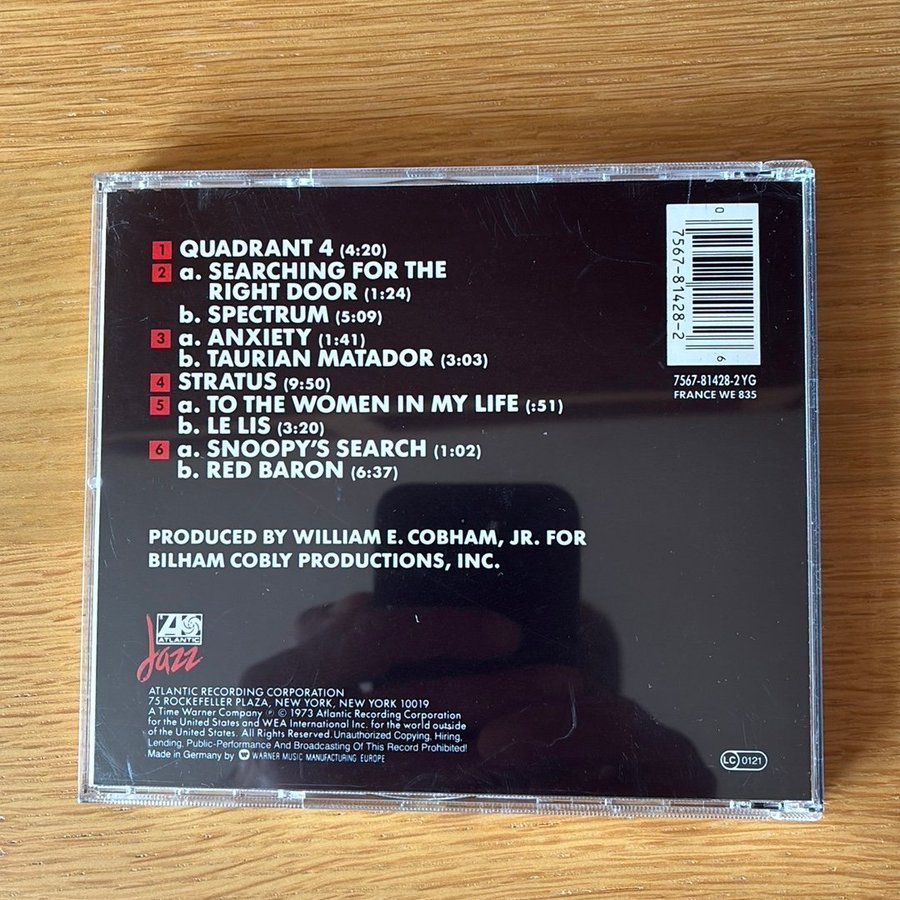 1 QUADRANT 4 (4:20)
2 a. SEARCHING FOR THE
RIGHT DOOR (1:24)
b. SPECTRUM (5:09)
3 a. ANXIETY (1:41)
b. TAURIAN MATADOR (3:03)
4 STRATUS (9:50)
5 a. TO THE WOMEN IN MY LIFE (:51)
b. LE LIS (3:20)
6 a. SNOOPY'S SEARCH (1:02)
b. RED BARON (6:37)
0
7567-81428-2
6
7567-81428-2 YG
FRANCE WE 835
PRODUCED BY WILLIAM E. COBHAM, JR. FOR
BILHAM COBLY PRODUCTIONS, INC.
ATLANTIC
Jazz
ATLANTIC RECORDING CORPORATION
75 ROCKEFELLER PLAZA, NEW YORK, NEW YORK 10019
A Time Warner Company ℗ © 1973 Atlantic Recording Corporation
for the United States and WEA International Inc. for the world outside
of the United States. All Rights Reserved. Unauthorized Copying, Hiring,
Lending, Public-Performance And Broadcasting Of This Record Prohibited!
Made in Germany by WARNER MUSIC MANUFACTURING EUROPE
LC 0121